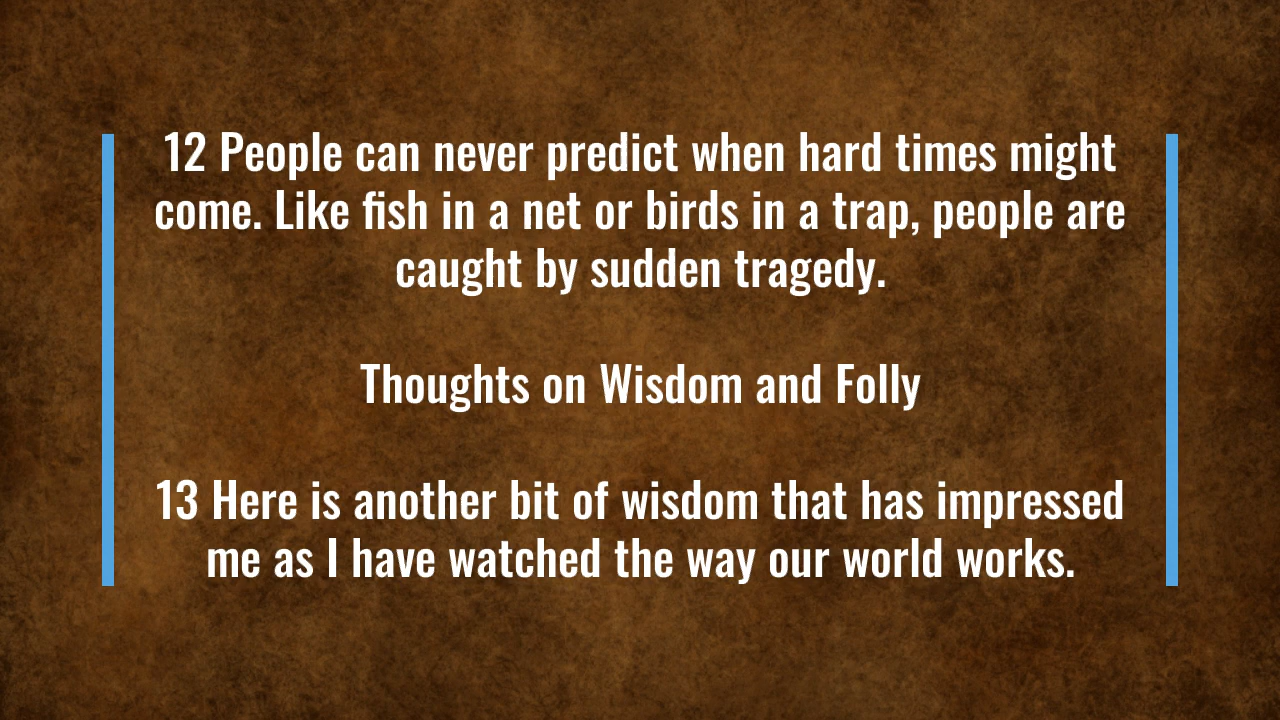 12 People can never predict when hard times might
come. Like fish in a net or birds in a trap, people are
caught by sudden tragedy.
Thoughts on Wisdom and Folly
13 Here is another bit of wisdom that has impressed
me as I have watched the way our world works.